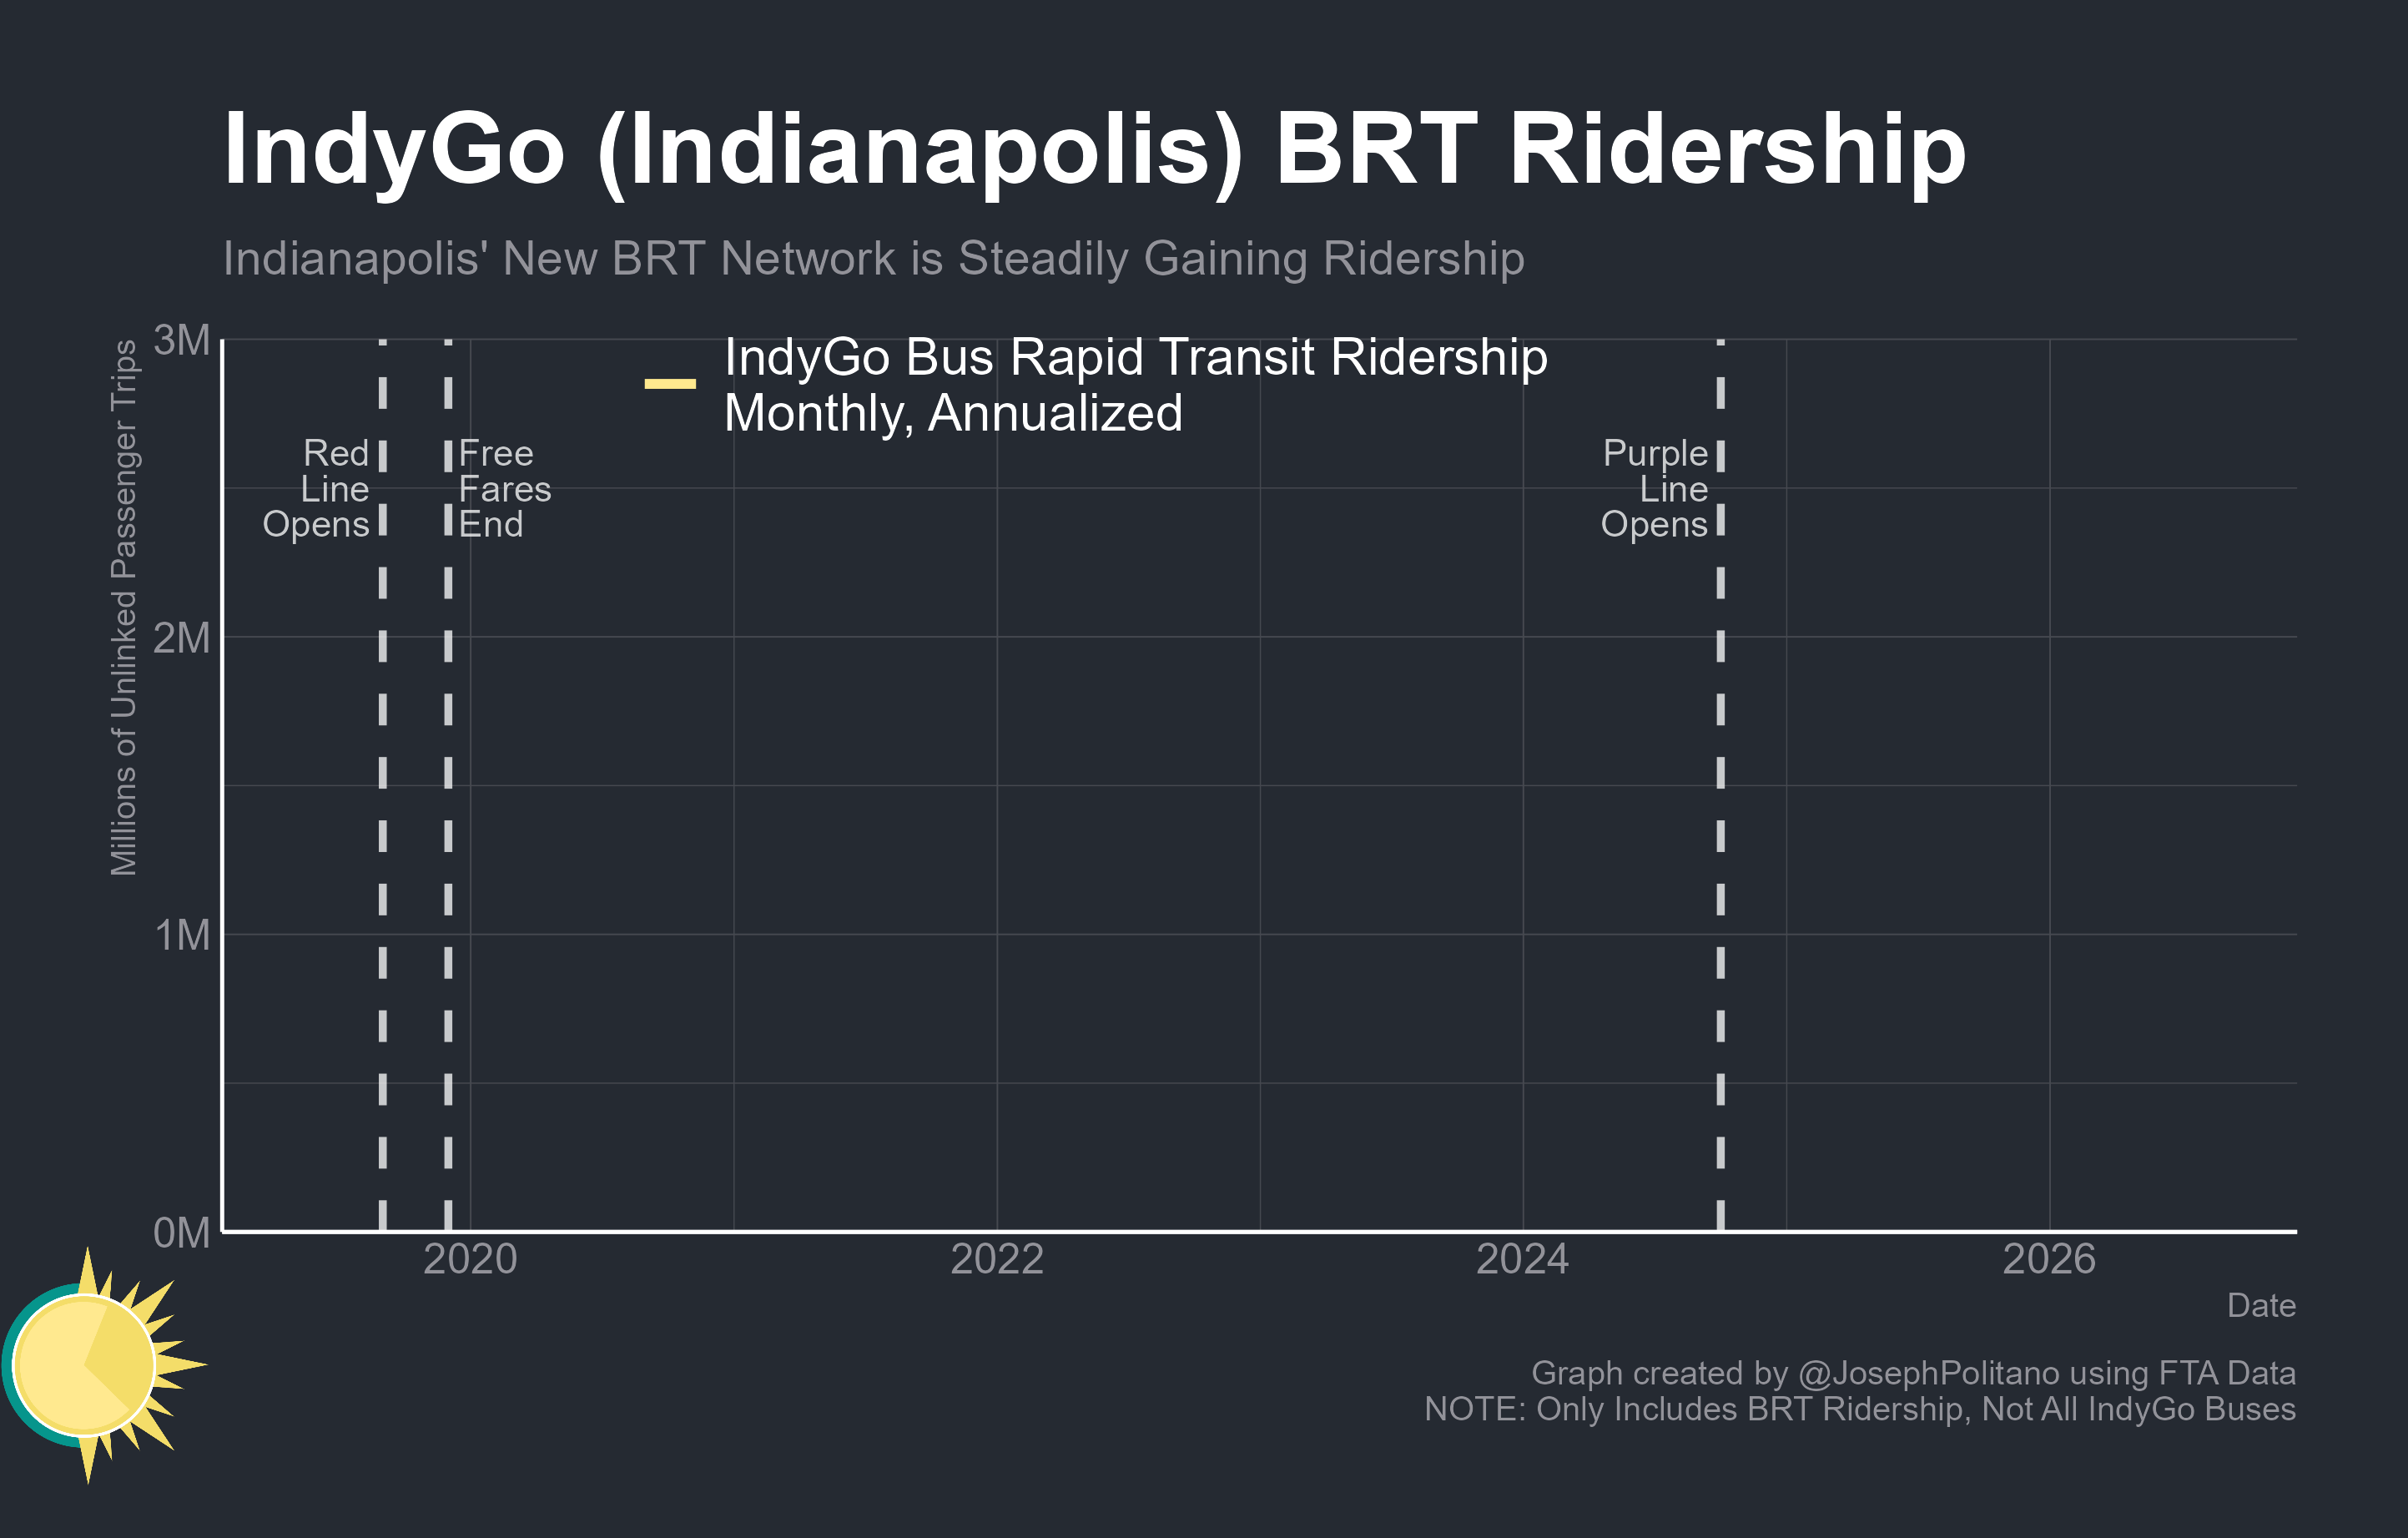 IndyGo (Indianapolis) BRT Ridership
Indianapolis' New BRT Network is Steadily Gaining Ridership
Millions of Unlinked Passenger Trips
3M
2M
1M
0M
IndyGo Bus Rapid Transit Ridership
Monthly, Annualized
Red
Line
Opens
Free
Fares
End
Purple
Line
Opens
2020
2022
2024
2026
Date
Graph created by @JosephPolitano using FTA Data
NOTE: Only Includes BRT Ridership, Not All IndyGo Buses